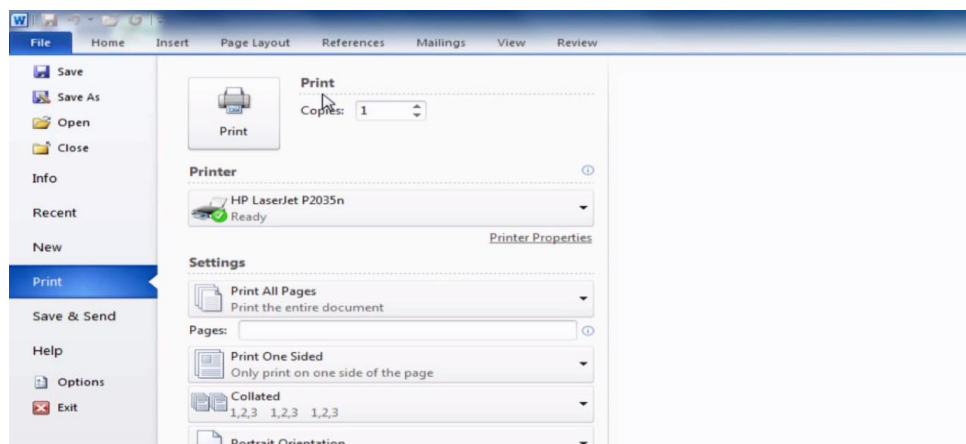 W
File Home Insert Page Layout References Mailings View Review
Save
Save As
Open
Close
Info
Recent
New
Print
Save & Send
Help
Options
Exit
Print
Print
Copies: 1
Printer
HP LaserJet P2035n
Ready
Printer Properties
Settings
Print All Pages
Print the entire document
Pages:
Print One Sided
Only print on one side of the page
Collated
1,2,3 1,2,3 1,2,3
Portrait Orientation